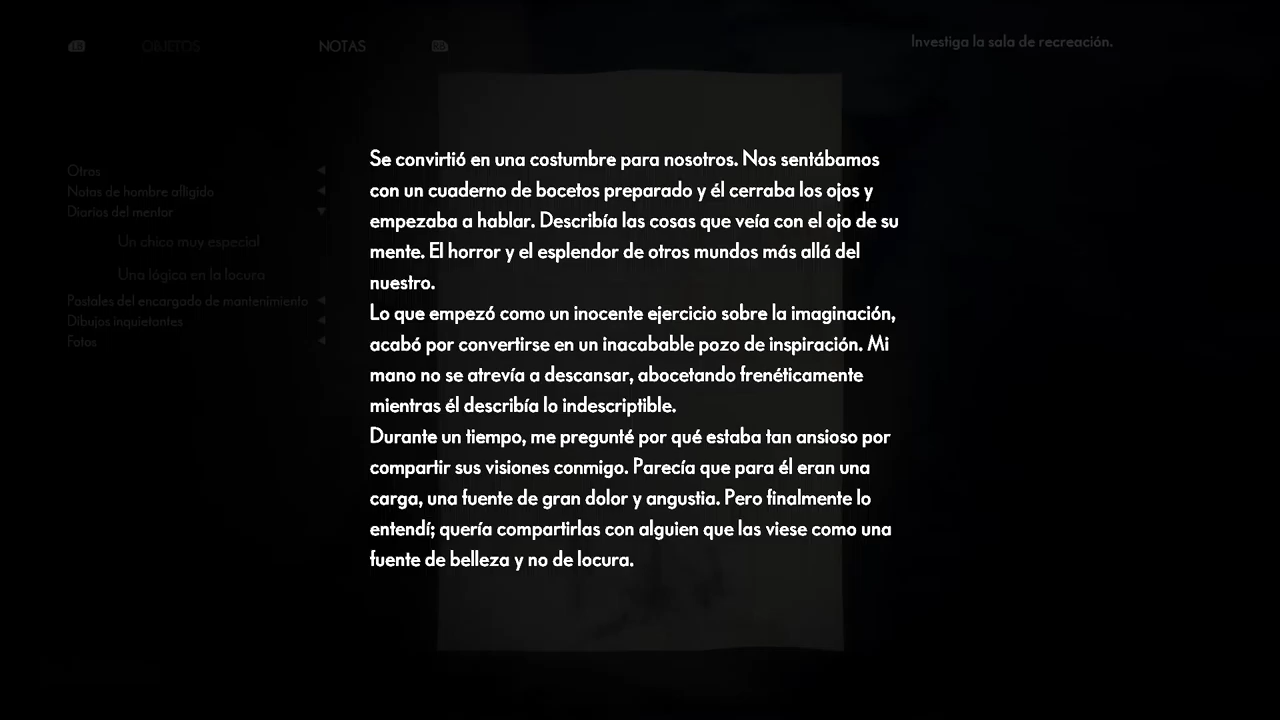 LB OBJETOS NOTAS RB
Investiga la sala de recreación.
Otros
Notas de hombre afligido
Diarios del mentor
Un chico muy especial
Una lógica en la locura
Postales del encargado de mantenimiento
Dibujos inquietantes
Fotos
Se convirtió en una costumbre para nosotros. Nos sentábamos
con un cuaderno de bocetos preparado y él cerraba los ojos y
empezaba a hablar. Describía las cosas que veía con el ojo de su
mente. El horror y el esplendor de otros mundos más allá del
nuestro.
Lo que empezó como un inocente ejercicio sobre la imaginación,
acabó por convertirse en un inacabable pozo de inspiración. Mi
mano no se atrevía a descansar, abocetando frenéticamente
mientras él describía lo indescriptible.
Durante un tiempo, me pregunté por qué estaba tan ansioso por
compartir sus visiones conmigo. Parecía que para él eran una
carga, una fuente de gran dolor y angustia. Pero finalmente lo
entendí; quería compartirlas con alguien que las viese como una
fuente de belleza y no de locura.